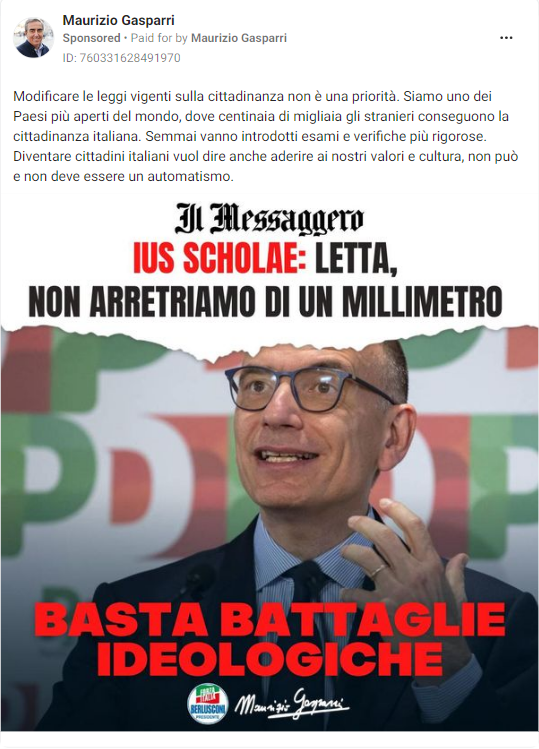 Maurizio Gasparri
Sponsored • Paid for by Maurizio Gasparri
ID: 760331628491970
Modificare le leggi vigenti sulla cittadinanza non è una priorità. Siamo uno dei
Paesi più aperti del mondo, dove centinaia di migliaia gli stranieri conseguono la
cittadinanza italiana. Semmai vanno introdotti esami e verifiche più rigorose.
Diventare cittadini italiani vuol dire anche aderire ai nostri valori e cultura, non può
e non deve essere un automatismo.
Il Messaggero
IUS SCHOLAE: LETTA,
NON ARRETRIAMO DI UN MILLIMETRO
PD
BASTA BATTAGLIE
IDEOLOGICHE
FORZA
ITALIA
BERLUSCONI
PRESIDENTE
Maurizio Gasparri